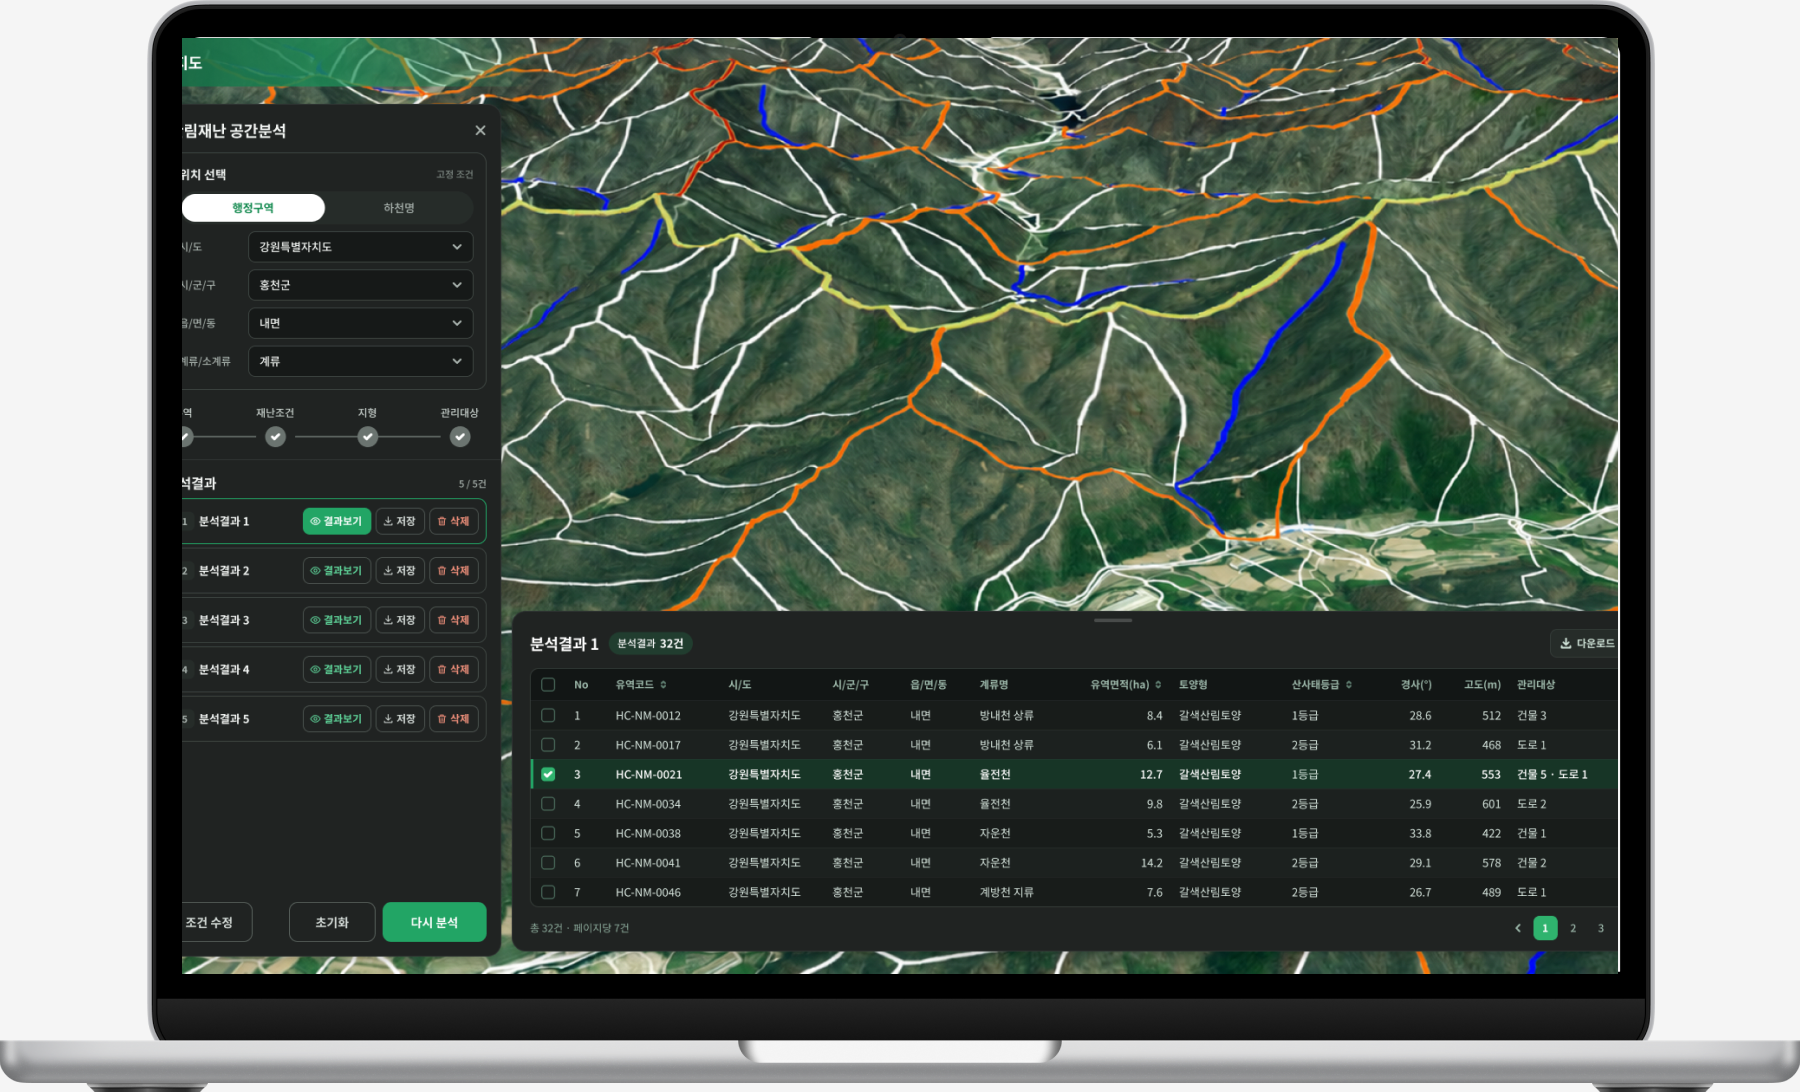 지도
림재난 공간분석
위치 선택 고정 조건
행정구역 하천명
시/도 강원특별자치도
시/군/구 홍천군
읍/면/동 내면
계류/소계류 계류
역 재난조건 지형 관리대상
석결과 5 / 5건
1 분석결과 1 결과보기 저장 삭제
2 분석결과 2 결과보기 저장 삭제
3 분석결과 3 결과보기 저장 삭제
4 분석결과 4 결과보기 저장 삭제
5 분석결과 5 결과보기 저장 삭제
조건 수정 초기화 다시 분석
분석결과 1 분석결과 32건 다운로드
No 유역코드 시/도 시/군/구 읍/면/동 계류명 유역면적(ha) 토양형 산사태등급 경사(°) 고도(m) 관리대상
1 HC-NM-0012 강원특별자치도 홍천군 내면 방내천 상류 8.4 갈색산림토양 1등급 28.6 512 건물 3
2 HC-NM-0017 강원특별자치도 홍천군 내면 방내천 상류 6.1 갈색산림토양 2등급 31.2 468 도로 1
3 HC-NM-0021 강원특별자치도 홍천군 내면 율전천 12.7 갈색산림토양 1등급 27.4 553 건물 5 · 도로 1
4 HC-NM-0034 강원특별자치도 홍천군 내면 율전천 9.8 갈색산림토양 2등급 25.9 601 도로 2
5 HC-NM-0038 강원특별자치도 홍천군 내면 자운천 5.3 갈색산림토양 1등급 33.8 422 건물 1
6 HC-NM-0041 강원특별자치도 홍천군 내면 자운천 14.2 갈색산림토양 2등급 29.1 578 건물 2
7 HC-NM-0046 강원특별자치도 홍천군 내면 계방천 지류 7.6 갈색산림토양 2등급 26.7 489 도로 1
총 32건 · 페이지당 7건 1 2 3